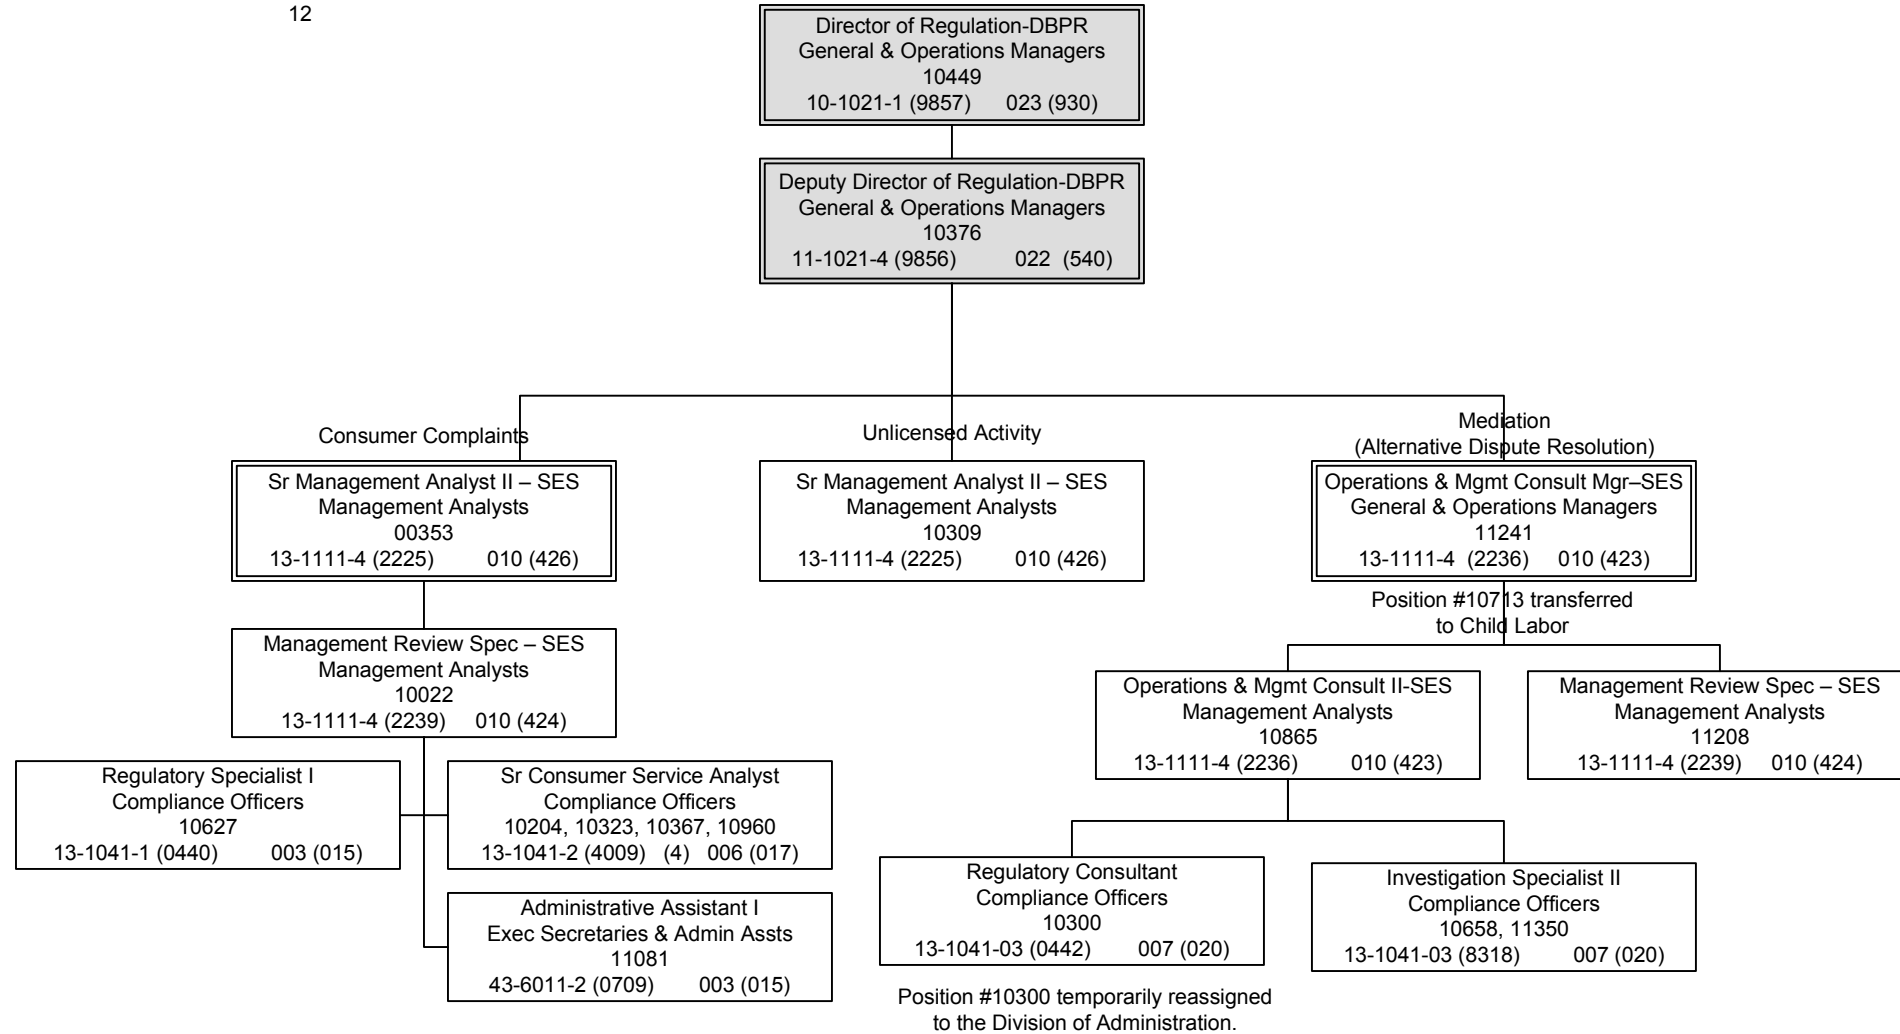 12
Director of Regulation-DBPR
General & Operations Managers
10449
10-1021-1 (9857) 023 (930)
Deputy Director of Regulation-DBPR
General & Operations Managers
10376
11-1021-4 (9856) 022 (540)
Consumer Complaints
Sr Management Analyst II – SES
Management Analysts
00353
13-1111-4 (2225) 010 (426)
Unlicensed Activity
Sr Management Analyst II – SES
Management Analysts
10309
13-1111-4 (2225) 010 (426)
Mediation
(Alternative Dispute Resolution)
Operations & Mgmt Consult Mgr–SES
General & Operations Managers
11241
13-1111-4 (2236) 010 (423)
Position #10713 transferred
to Child Labor
Management Review Spec – SES
Management Analysts
10022
13-1111-4 (2239) 010 (424)
Operations & Mgmt Consult II-SES
Management Analysts
10865
13-1111-4 (2236) 010 (423)
Management Review Spec – SES
Management Analysts
11208
13-1111-4 (2239) 010 (424)
Regulatory Specialist I
Compliance Officers
10627
13-1041-1 (0440) 003 (015)
Sr Consumer Service Analyst
Compliance Officers
10204, 10323, 10367, 10960
13-1041-2 (4009) (4) 006 (017)
Administrative Assistant I
Exec Secretaries & Admin Assts
11081
43-6011-2 (0709) 003 (015)
Regulatory Consultant
Compliance Officers
10300
13-1041-03 (0442) 007 (020)
Investigation Specialist II
Compliance Officers
10658, 11350
13-1041-03 (8318) 007 (020)
Position #10300 temporarily reassigned
to the Division of Administration.